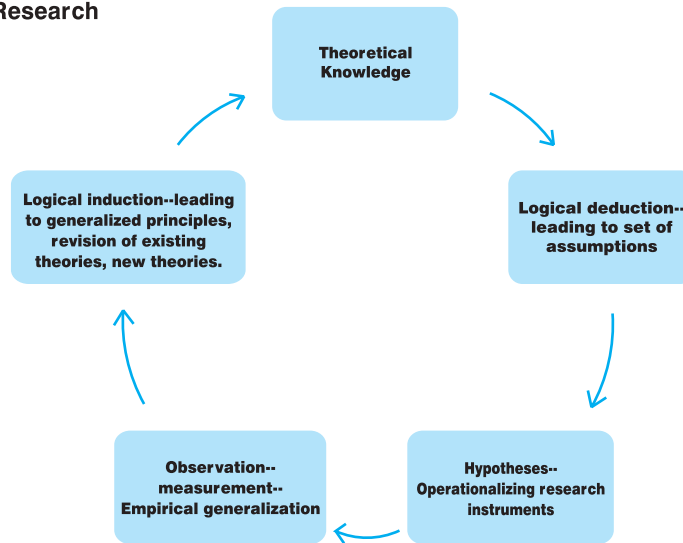 Research
Theoretical
Knowledge
Logical induction--leading
to generalized principles,
revision of existing
theories, new theories.
Logical deduction--
leading to set of
assumptions
Observation--
measurement--
Empirical generalization
Hypotheses--
Operationalizing research
instruments